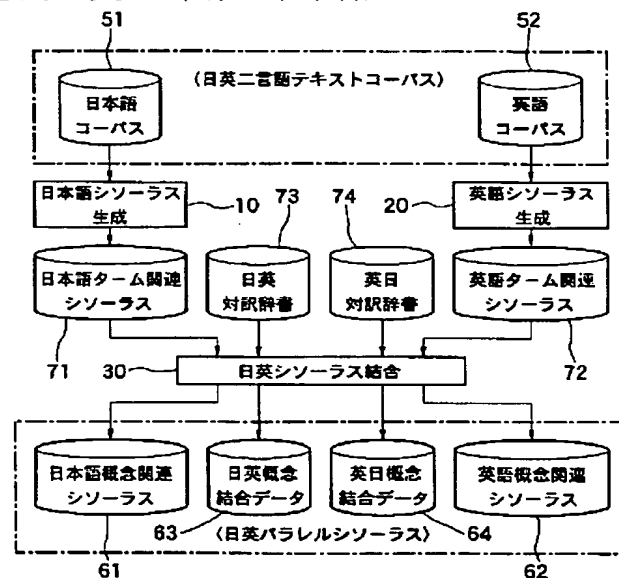 51
52
〈日英二言語テキストコーパス〉
日本語
コーパス
英語
コーパス
日本語シソーラス
生成
10
73
74
20
英語シソーラス
生成
日本語ターム関連
シソーラス
日英
対訳辞書
英日
対訳辞書
英語ターム関連
シソーラス
71
30
日英シソーラス結合
72
日本語概念関連
シソーラス
日英概念
結合データ
英日概念
結合データ
英語概念関連
シソーラス
63
〈日英パラレルシソーラス〉
64
61
62